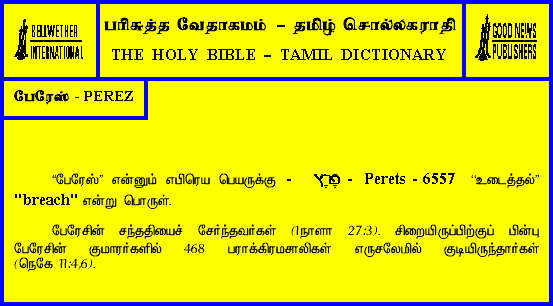 BELLWETHER
INTERNATIONAL
பரிசுத்த வேதாகமம் – தமிழ் சொல்லகராதி
THE HOLY BIBLE – TAMIL DICTIONARY
GOOD NEWS
PUBLISHERS
பேரேஸ் - PEREZ
“பேரேஸ்” என்னும் எபிரெய பெயருக்கு - פֶּרֶץ - Perets - 6557 “உடைத்தல்”
"breach" என்று பொருள்.
பேரேசின் சந்ததியைச் சேர்ந்தவர்கள் (1நாளா 27:3). சிறையிருப்பிற்குப் பின்பு
பேரேசின் குமாரர்களில் 468 பராக்கிரமசாலிகள் எருசலேமில் குடியிருந்தார்கள்
(நெகே 11:4,6).